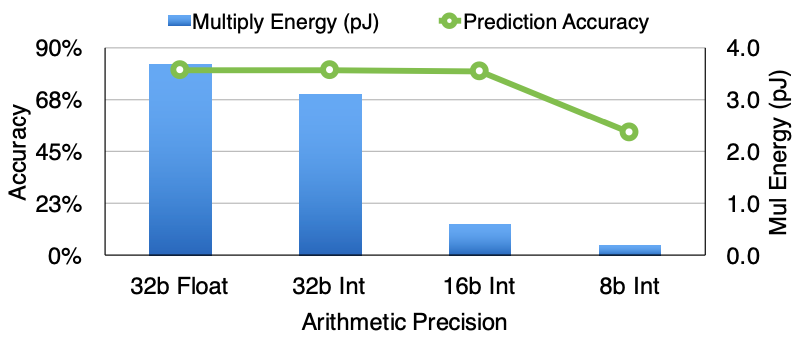 Multiply Energy (pJ) Prediction Accuracy
90% 4.0
68% 3.0
45% 2.0
23% 1.0
0% 0.0
Accuracy
Mul Energy (pJ)
32b Float 32b Int 16b Int 8b Int
Arithmetic Precision